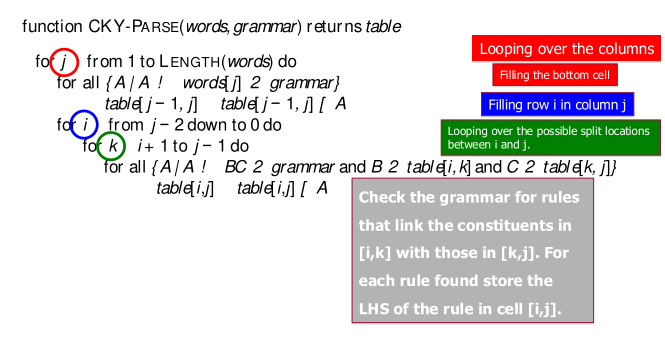 function CKY-PARSE(words, grammar) returns table
for j from 1 to LENGTH(words) do
for all {A | A ! words[j] 2 grammar}
table[j − 1, j] table[j − 1, j] [ A
for i from j − 2 down to 0 do
for k i + 1 to j − 1 do
for all {A | A ! BC 2 grammar and B 2 table[i, k] and C 2 table[k, j]}
table[i,j] table[i,j] [ A
Looping over the columns
Filling the bottom cell
Filling row i in column j
Looping over the possible split locations
between i and j.
Check the grammar for rules
that link the constituents in
[i,k] with those in [k,j]. For
each rule found store the
LHS of the rule in cell [i,j].